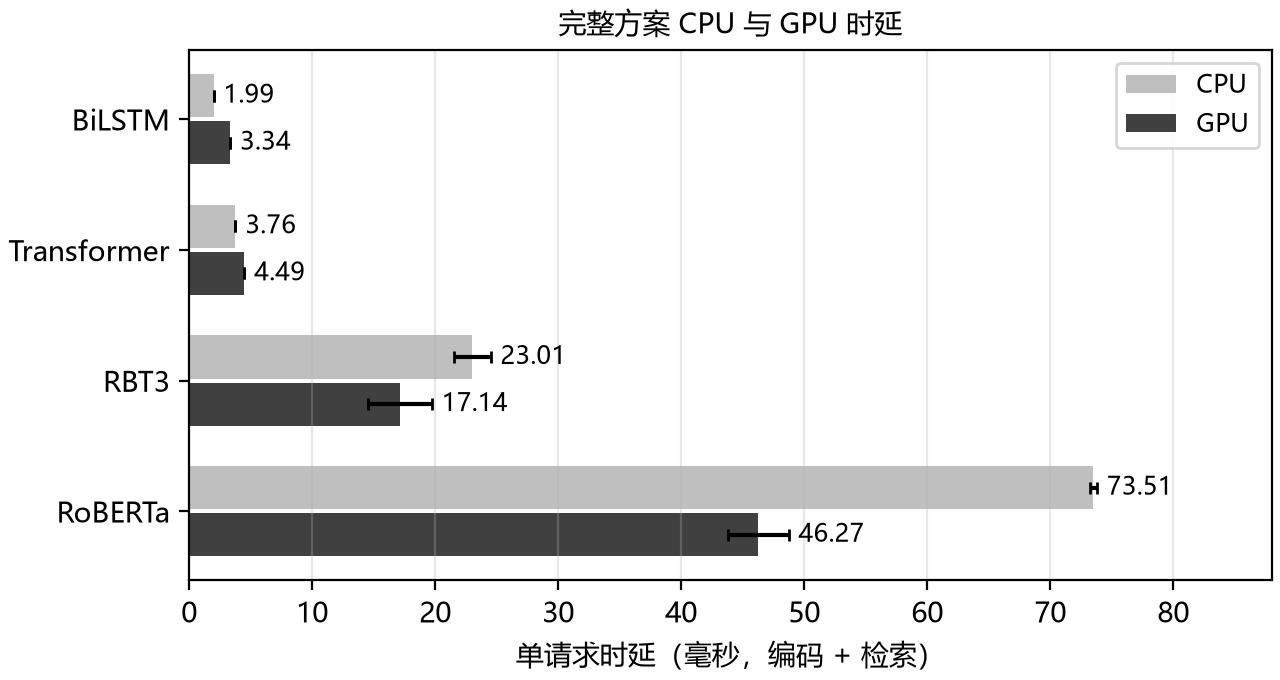 完整方案 CPU 与 GPU 时延
CPU
GPU
BiLSTM
1.99
3.34
Transformer
3.76
4.49
RBT3
23.01
17.14
RoBERTa
73.51
46.27
0 10 20 30 40 50 60 70 80
单请求时延（毫秒，编码 + 检索）